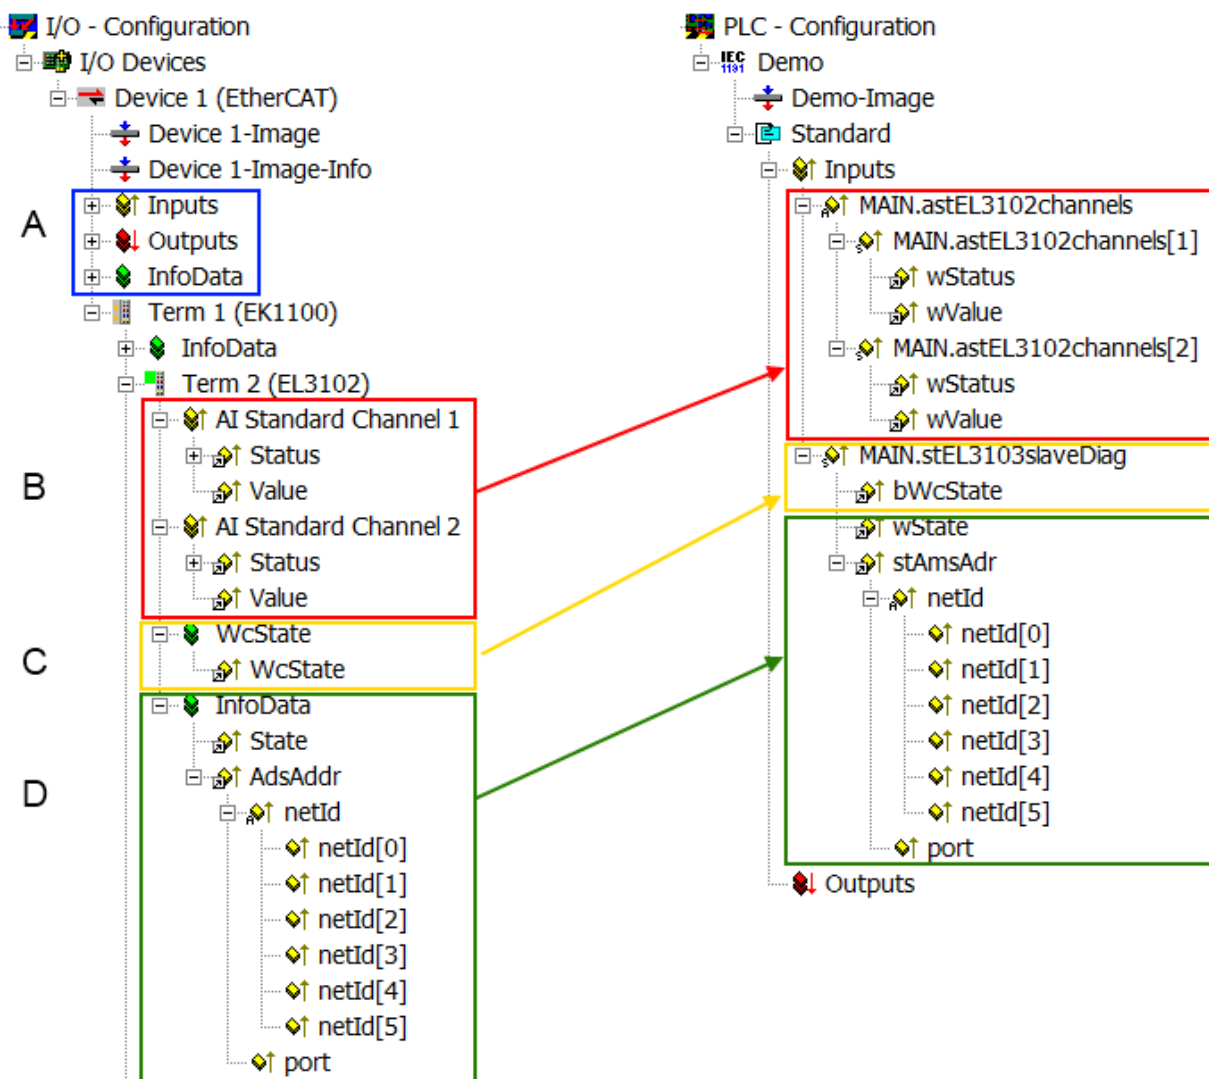 I/O - Configuration
I/O Devices
Device 1 (EtherCAT)
Device 1-Image
Device 1-Image-Info
A
Inputs
Outputs
InfoData
Term 1 (EK1100)
InfoData
Term 2 (EL3102)
B
AI Standard Channel 1
Status
Value
AI Standard Channel 2
Status
Value
C
WcState
WcState
D
InfoData
State
AdsAddr
netId
netId[0]
netId[1]
netId[2]
netId[3]
netId[4]
netId[5]
port
PLC - Configuration
IEC
1131
Demo
Demo-Image
Standard
Inputs
MAIN.astEL3102channels
MAIN.astEL3102channels[1]
wStatus
wValue
MAIN.astEL3102channels[2]
wStatus
wValue
MAIN.stEL3103slaveDiag
bWcState
wState
stAmsAdr
netId
netId[0]
netId[1]
netId[2]
netId[3]
netId[4]
netId[5]
port
Outputs